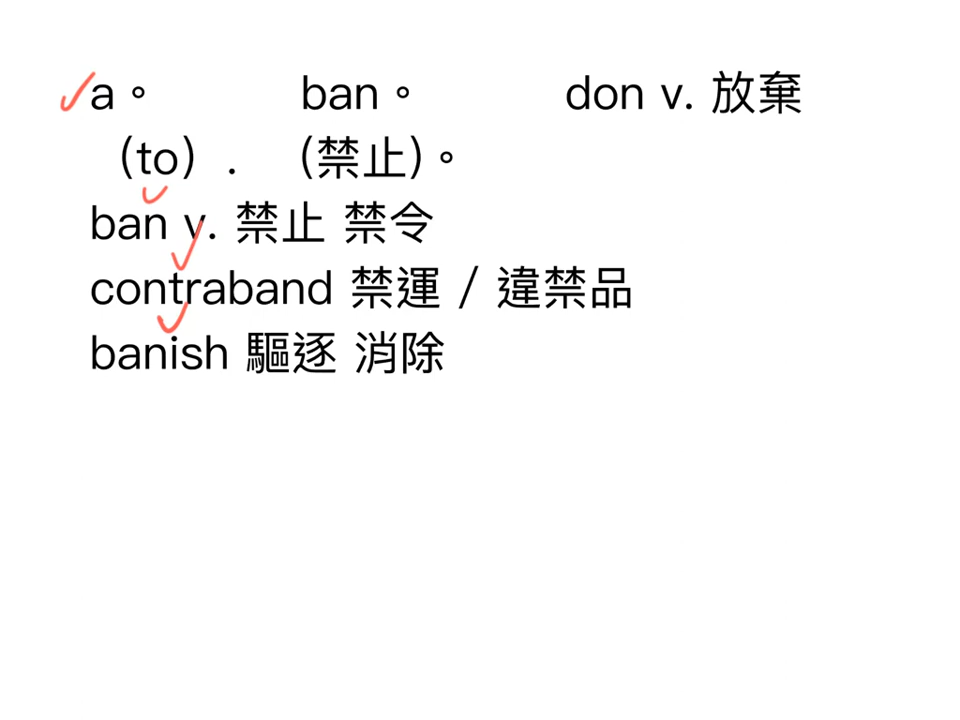 a。 ban。 don v. 放棄
（to）. （禁止）。
ban v. 禁止 禁令
contraband 禁運 / 違禁品
banish 驅逐 消除